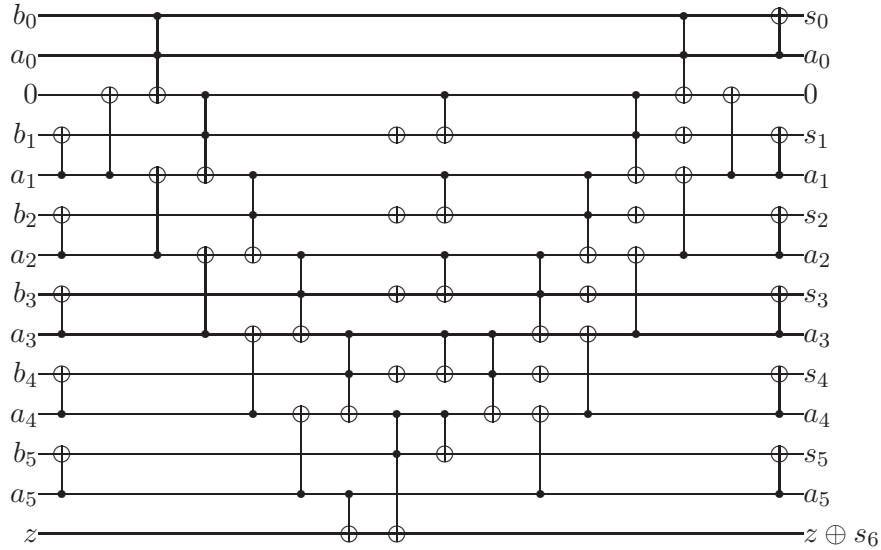 b₀ s₀
a₀ a₀
0 0
b₁ s₁
a₁ a₁
b₂ s₂
a₂ a₂
b₃ s₃
a₃ a₃
b₄ s₄
a₄ a₄
b₅ s₅
a₅ a₅
z z ⊕ s₆